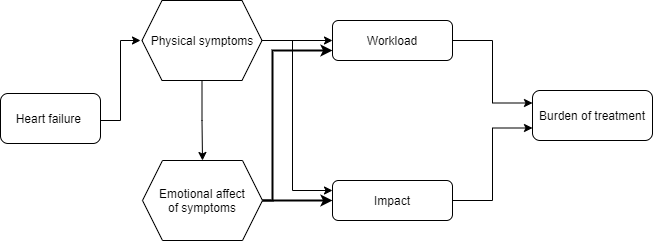 Physical symptoms
Workload
Heart failure
Burden of treatment
Emotional affect
of symptoms
Impact